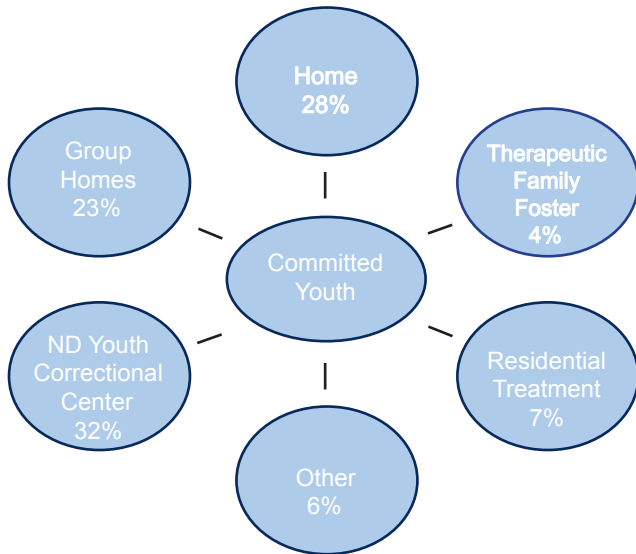 Home
28%
Group
Homes
23%
Therapeutic
Family
Foster
4%
Committed
Youth
ND Youth
Correctional
Center
32%
Residential
Treatment
7%
Other
6%